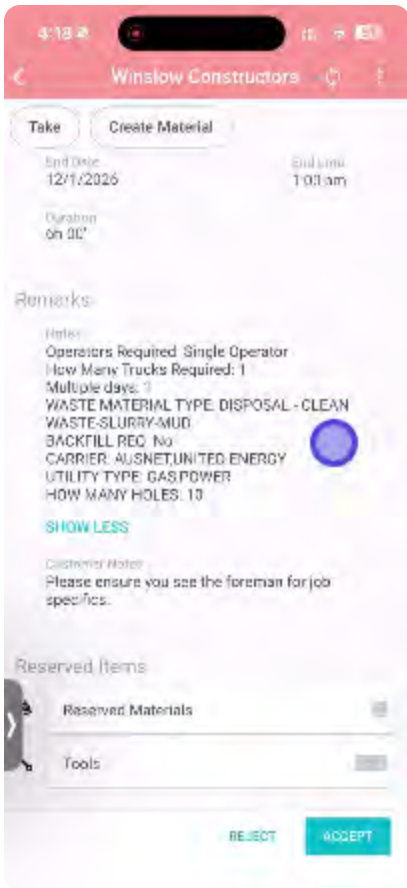 4:18
Winslow Constructors
Take
Create Material
End Date
End Time
12/1/2026
1:00 am
Duration
6h 00'
Remarks
Notes
Operators Required: Single Operator
How Many Trucks Required: 1
Multiple days: 1
WASTE MATERIAL TYPE: DISPOSAL - CLEAN
WASTE-SLURRY-MUD
BACKFILL REQ: No
CARRIER: AUSNET,UNITED ENERGY
UTILITY TYPE: GAS,POWER
HOW MANY HOLES: 10
SHOW LESS
Customer Notes
Please ensure you see the foreman for job
specifics.
Reserved Items
Reserved Materials
Tools
REJECT
ACCEPT